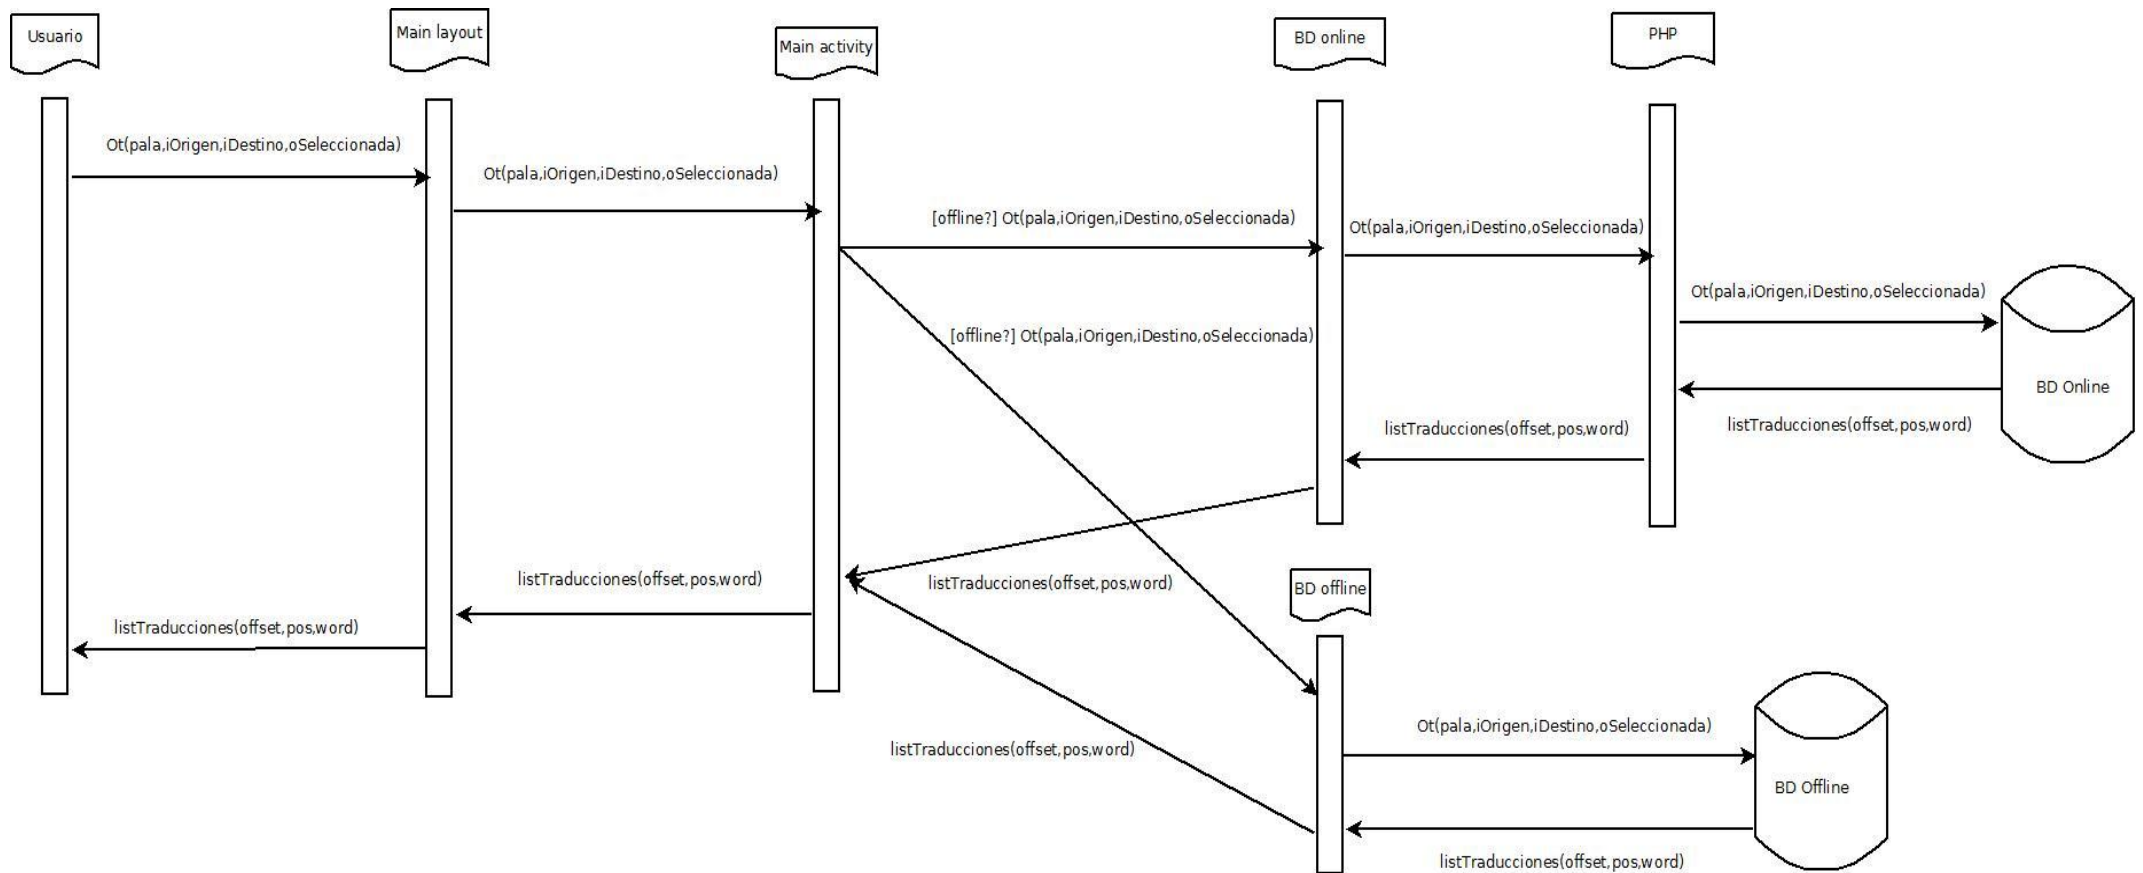 Usuario
Main layout
Main activity
BD online
PHP
Ot(pala,iOrigen,iDestino,oSeleccionada)
Ot(pala,iOrigen,iDestino,oSeleccionada)
[offline?] Ot(pala,iOrigen,iDestino,oSeleccionada)
Ot(pala,iOrigen,iDestino,oSeleccionada)
Ot(pala,iOrigen,iDestino,oSeleccionada)
[offline?] Ot(pala,iOrigen,iDestino,oSeleccionada)
BD Online
listTraducciones(offset,pos,word)
listTraducciones(offset,pos,word)
listTraducciones(offset,pos,word)
listTraducciones(offset,pos,word)
BD offline
listTraducciones(offset,pos,word)
Ot(pala,iOrigen,iDestino,oSeleccionada)
listTraducciones(offset,pos,word)
BD Offline
listTraducciones(offset,pos,word)